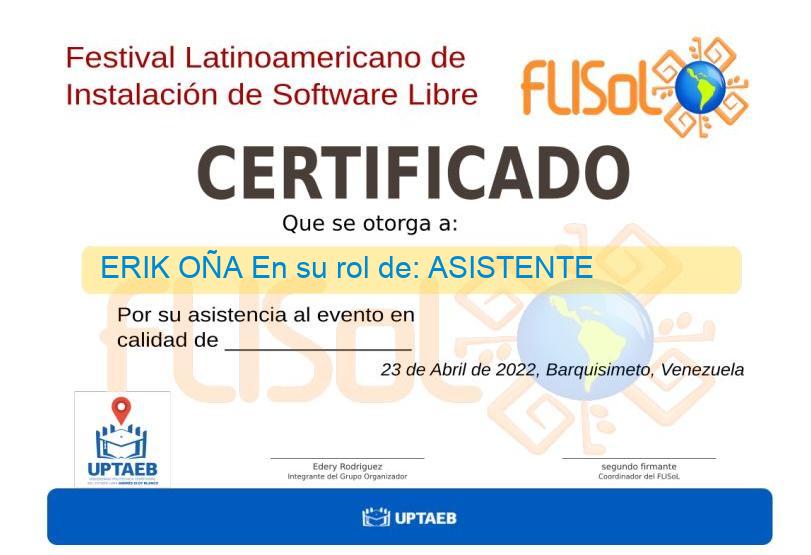 Festival Latinoamericano de
Instalación de Software Libre
FLISoL
CERTIFICADO
Que se otorga a:
ERIK OÑA En su rol de: ASISTENTE
FLISoL
Por su asistencia al evento en
calidad de ________________
23 de Abril de 2022, Barquisimeto, Venezuela
UPTAEB
Edery Rodriguez
Integrante del Grupo Organizador
segundo firmante
Coordinador del FLISoL
UPTAEB